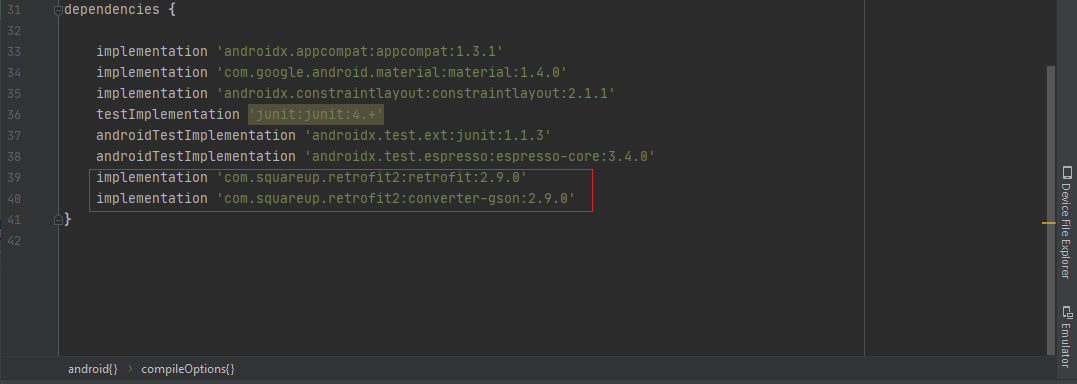 31 dependencies {
32
33 implementation 'androidx.appcompat:appcompat:1.3.1'
34 implementation 'com.google.android.material:material:1.4.0'
35 implementation 'androidx.constraintlayout:constraintlayout:2.1.1'
36 testImplementation 'junit:junit:4.+'
37 androidTestImplementation 'androidx.test.ext:junit:1.1.3'
38 androidTestImplementation 'androidx.test.espresso:espresso-core:3.4.0'
39 implementation 'com.squareup.retrofit2:retrofit:2.9.0'
40 implementation 'com.squareup.retrofit2:converter-gson:2.9.0'
41 }
42
android{} › compileOptions{}
Device File Explorer
Emulator